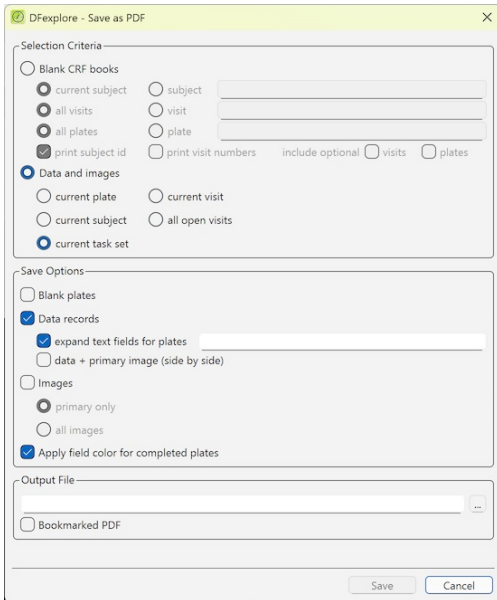 DFexplore - Save as PDF
Selection Criteria
Blank CRF books
current subject subject
all visits visit
all plates plate
print subject id print visit numbers include optional visits plates
Data and images
current plate current visit
current subject all open visits
current task set
Save Options
Blank plates
Data records
expand text fields for plates
data + primary image (side by side)
Images
primary only
all images
Apply field color for completed plates
Output File
...
Bookmarked PDF
Save Cancel